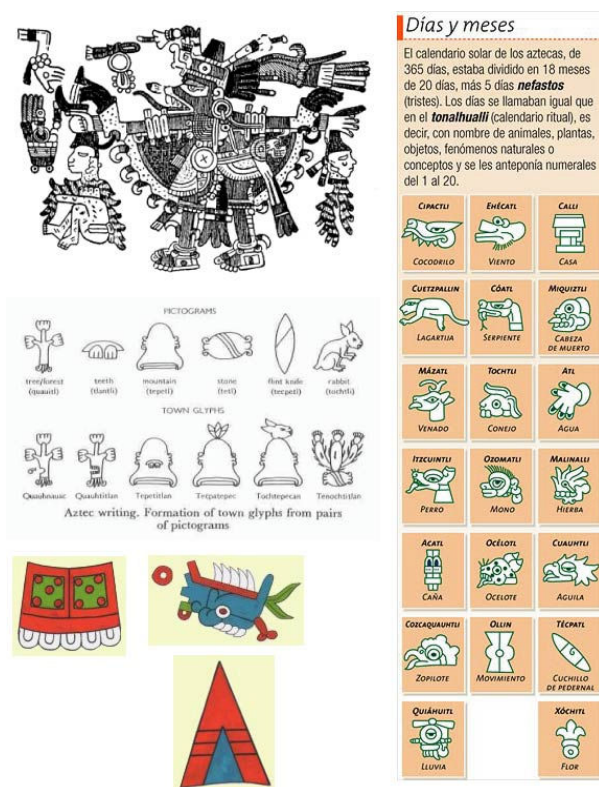 PICTOGRAMS
tree/forest teeth mountain stone flint knife rabbit
(quauitl) (tlantli) (tepetl) (tetl) (tecpatl) (tochtli)
TOWN GLYPHS
Quauhnauac Quauhtitlan Tepetitlan Tecpatepec Tochtepecan Tenochtitlan
Aztec writing. Formation of town glyphs from pairs
of pictograms
Días y meses
El calendario solar de los aztecas, de
365 días, estaba dividido en 18 meses
de 20 días, más 5 días nefastos
(tristes). Los días se llamaban igual que
en el tonalhualli (calendario ritual), es
decir, con nombre de animales, plantas,
objetos, fenómenos naturales o
conceptos y se les anteponía numerales
del 1 al 20.
CIPACTLI EHÉCATL CALLI
COCODRILO VIENTO CASA
CUETZPALLIN CÓATL MIQUIZTLI
LAGARTIJA SERPIENTE CABEZA
DE MUERTO
MÁZATL TOCHTLI ATL
VENADO CONEJO AGUA
ITZCUINTLI OZOMATLI MALINALLI
PERRO MONO HIERBA
ACATL OCÉLOTL CUAUHTLI
CAÑA OCELOTE AGUILA
COZCAQUAUHTLI OLLIN TÉCPATL
ZOPILOTE MOVIMIENTO CUCHILLO
DE PEDERNAL
QUIÁHUITL XÓCHITL
LLUVIA FLOR